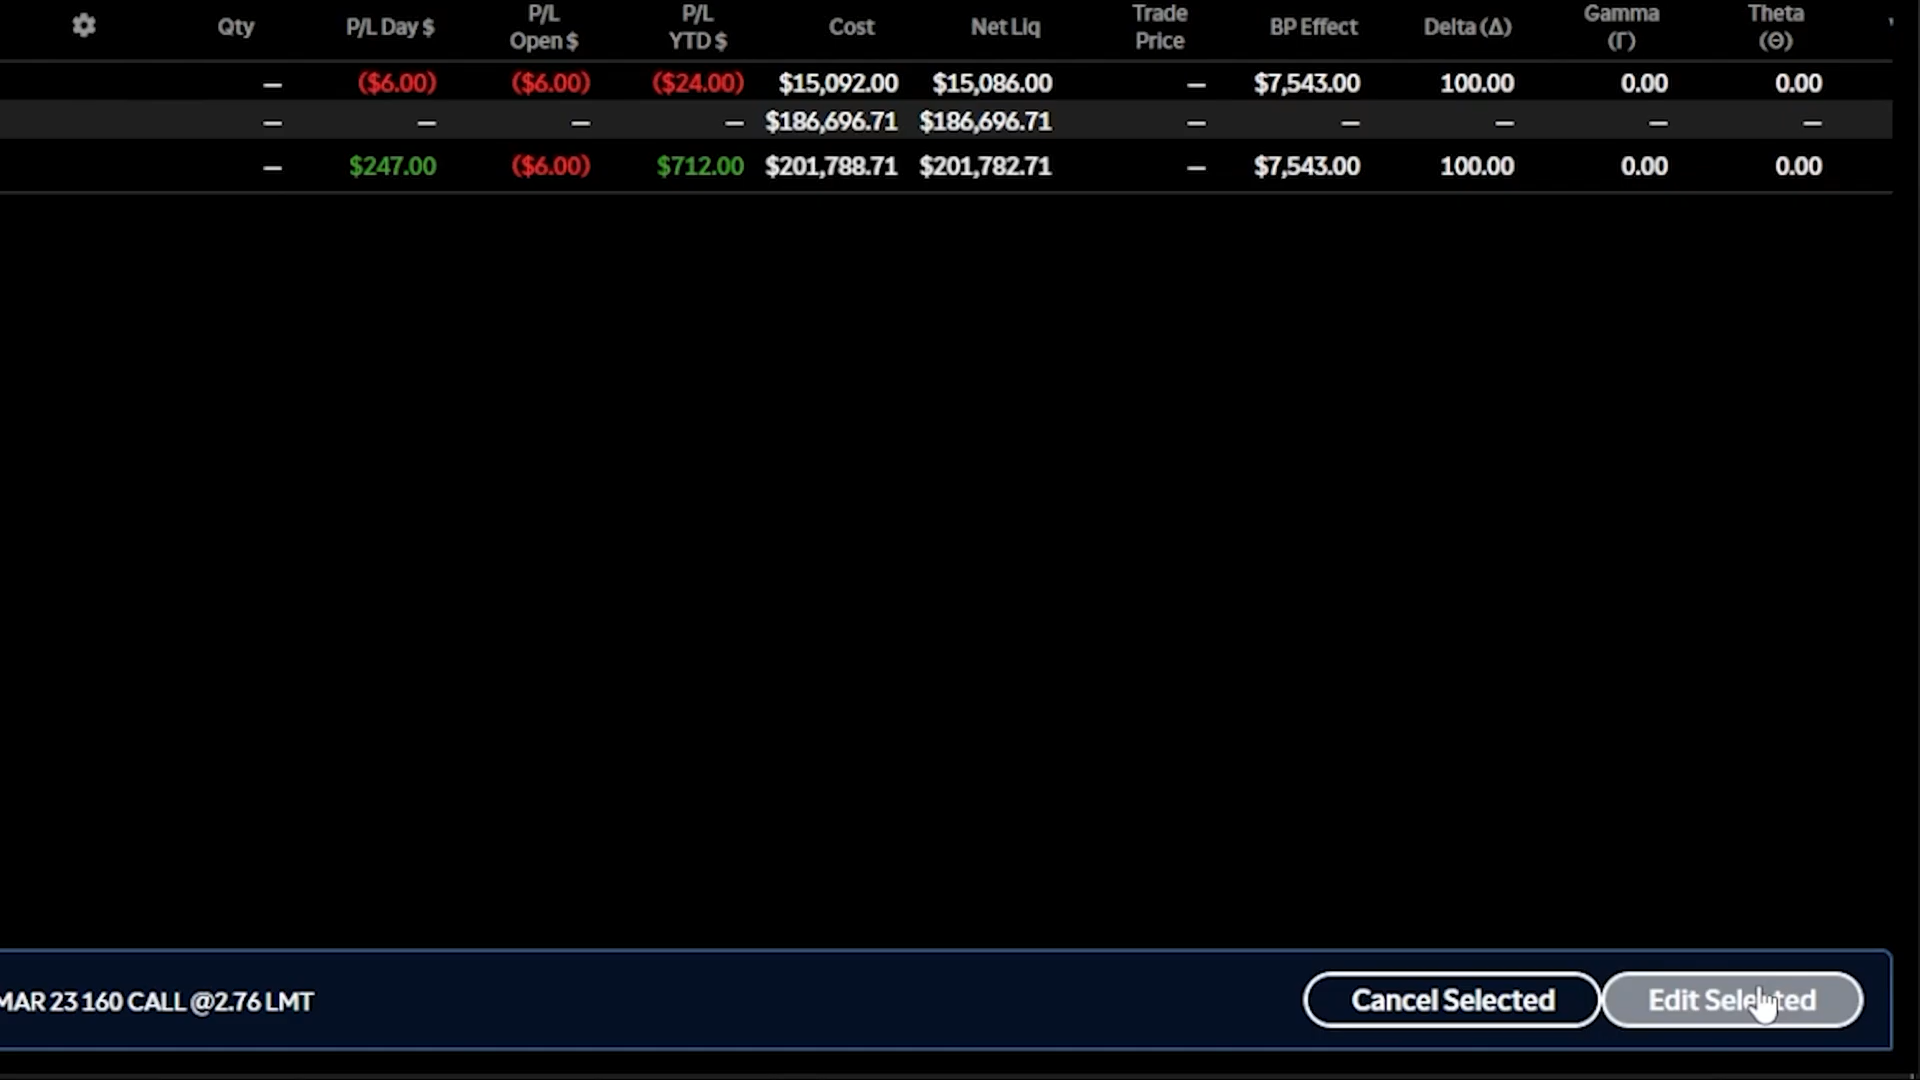 Qty P/L Day $ P/L Open $ P/L YTD $ Cost Net Liq Trade Price BP Effect Delta (Δ) Gamma (Γ) Theta (Θ)
— ($6.00) ($6.00) ($24.00) $15,092.00 $15,086.00 — $7,543.00 100.00 0.00 0.00
— — — — $186,696.71 $186,696.71 — — — — —
— $247.00 ($6.00) $712.00 $201,788.71 $201,782.71 — $7,543.00 100.00 0.00 0.00
MAR 23 160 CALL @2.76 LMT Cancel Selected Edit Selected